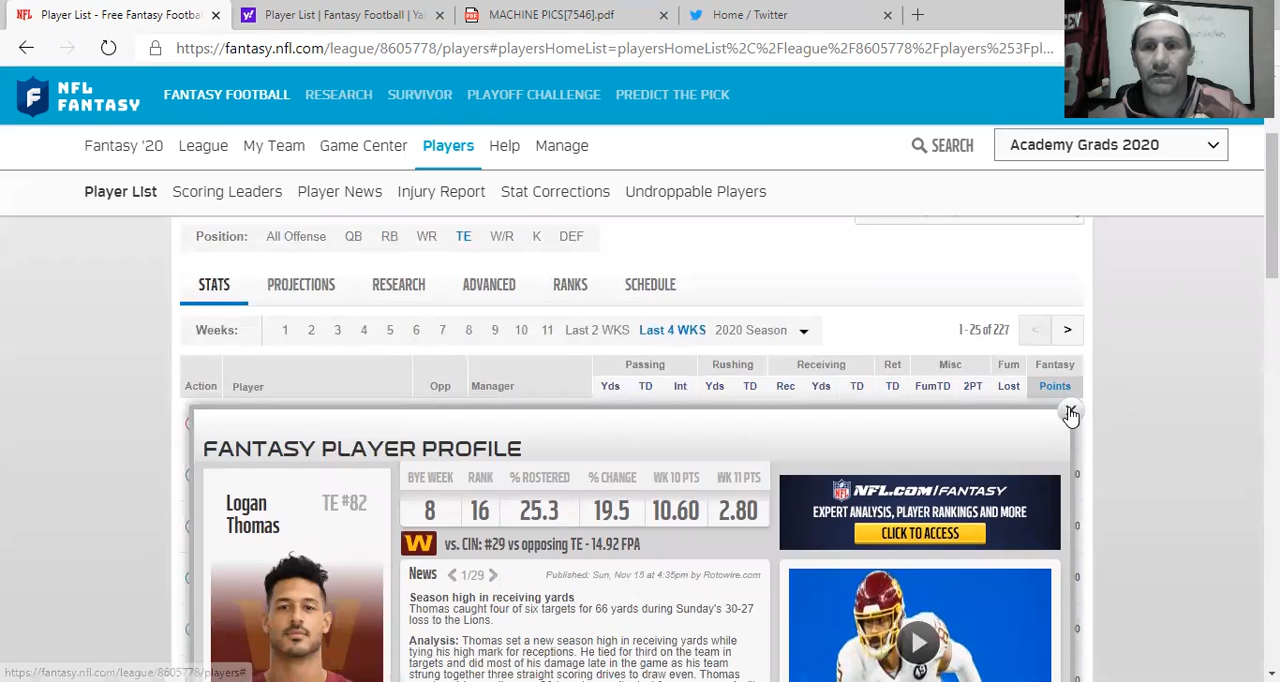 Player List - Free Fantasy Footba
Player List | Fantasy Football | Ya
MACHINE PICS[7546].pdf
Home / Twitter
https://fantasy.nfl.com/league/8605778/players#playersHomeList=playersHomeList%2C%2Fleague%2F8605778%2Fplayers%253Fpl...
NFL FANTASY
FANTASY FOOTBALL RESEARCH SURVIVOR PLAYOFF CHALLENGE PREDICT THE PICK
Fantasy '20 League My Team Game Center Players Help Manage
SEARCH
Academy Grads 2020
Player List Scoring Leaders Player News Injury Report Stat Corrections Undroppable Players
Position: All Offense QB RB WR TE W/R K DEF
STATS PROJECTIONS RESEARCH ADVANCED RANKS SCHEDULE
Weeks: 1 2 3 4 5 6 7 8 9 10 11 Last 2 WKS Last 4 WKS 2020 Season
1-25 of 227 < >
Passing Rushing Receiving Ret Misc Fum Fantasy
Action Player Opp Manager Yds TD Int Yds TD Rec Yds TD TD FumTD 2PT Lost Points
FANTASY PLAYER PROFILE
Logan Thomas
TE #82
BYE WEEK RANK % ROSTERED % CHANGE WK 10 PTS WK 11 PTS
8 16 25.3 19.5 10.60 2.80
W vs. CIN: #29 vs opposing TE - 14.92 FPA
NFL.COM/FANTASY
EXPERT ANALYSIS, PLAYER RANKINGS AND MORE
CLICK TO ACCESS
News < 1/29 >
Published: Sun, Nov 15 at 4:35pm by Rotowire.com
Season high in receiving yards
Thomas caught four of six targets for 66 yards during Sunday's 30-27
loss to the Lions.
Analysis: Thomas set a new season high in receiving yards while
tying his high mark for receptions. He tied for third on the team in
targets and did most of his damage late in the game as his team
strung together three straight scoring drives to draw even. Thomas
https://fantasy.nfl.com/league/8605778/players#